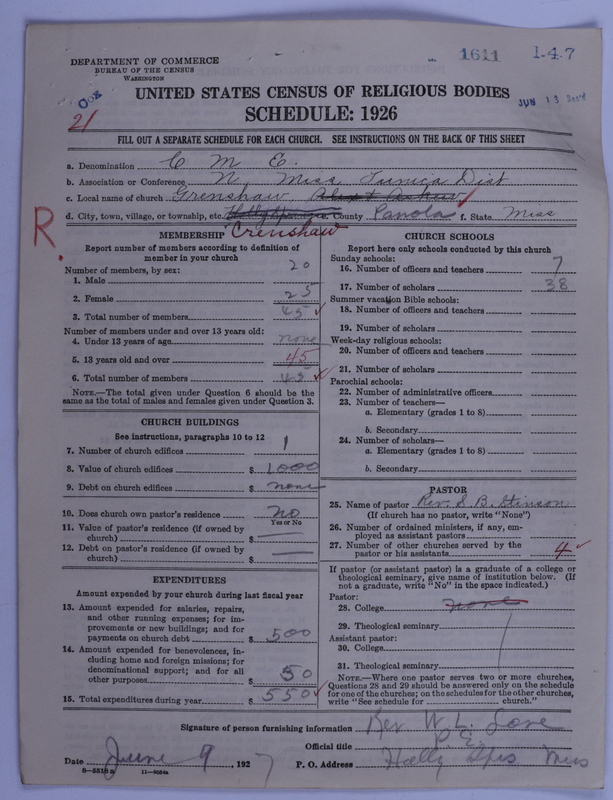 DEPARTMENT OF COMMERCE
BUREAU OF THE CENSUS
WASHINGTON
1611
1-4-7
UNITED STATES CENSUS OF RELIGIOUS BODIES
JUN 13
SCHEDULE: 1926
21
FILL OUT A SEPARATE SCHEDULE FOR EACH CHURCH. SEE INSTRUCTIONS ON THE BACK OF THIS SHEET
a. Denomination C M E.
b. Association or Conference N Miss Tunica Dist
c. Local name of church Grenshaw
d. City, town, village, or township, etc. Crenshaw County Panola f. State Miss
R.
MEMBERSHIP
Report number of members according to definition of member in your church
Number of members, by sex:
1. Male 20
2. Female 25
3. Total number of members 45
Number of members under and over 13 years old:
4. Under 13 years of age none
5. 13 years old and over 45
6. Total number of members 45
NOTE.—The total given under Question 6 should be the same as the total of males and females given under Question 3.
CHURCH BUILDINGS
See instructions, paragraphs 10 to 12
7. Number of church edifices 1
8. Value of church edifices $ 1000
9. Debt on church edifices $ none
10. Does church own pastor's residence No
Yes or No
11. Value of pastor's residence (if owned by church) $ —
12. Debt on pastor's residence (if owned by church) $ —
EXPENDITURES
Amount expended by your church during last fiscal year
13. Amount expended for salaries, repairs, and other running expenses; for improvements or new buildings; and for payments on church debt $ 500
14. Amount expended for benevolences, including home and foreign missions; for denominational support; and for all other purposes 50
15. Total expenditures during year $ 550
CHURCH SCHOOLS
Report here only schools conducted by this church
Sunday schools:
16. Number of officers and teachers 7
17. Number of scholars 38
Summer vacation Bible schools:
18. Number of officers and teachers
19. Number of scholars
Week-day religious schools:
20. Number of officers and teachers
21. Number of scholars
Parochial schools:
22. Number of administrative officers
23. Number of teachers—
a. Elementary (grades 1 to 8)
b. Secondary
24. Number of scholars—
a. Elementary (grades 1 to 8)
b. Secondary
PASTOR
25. Name of pastor Rev. S. B. Stinson
(If church has no pastor, write "None")
26. Number of ordained ministers, if any, employed as assistant pastors
27. Number of other churches served by the pastor or his assistants 4
If pastor (or assistant pastor) is a graduate of a college or theological seminary, give name of institution below. (If not a graduate, write "No" in the space indicated.)
Pastor:
28. College none
29. Theological seminary
Assistant pastor:
30. College
31. Theological seminary
NOTE.—Where one pastor serves two or more churches, Questions 28 and 29 should be answered only on the schedule for one of the churches; on the schedules for the other churches, write "See schedule for church."
Signature of person furnishing information Rev W. L. Love
Official title P. E.
Date June 9, 1927 P. O. Address Holly Spgs Miss
8-5518a 11-9054a